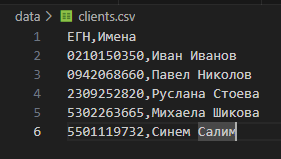 data > clients.csv
1 ЕГН,Имена
2 0210150350,Иван Иванов
3 0942068660,Павел Николов
4 2309252820,Руслана Стоева
5 5302263665,Михаела Шикова
6 5501119732,Синем Салим